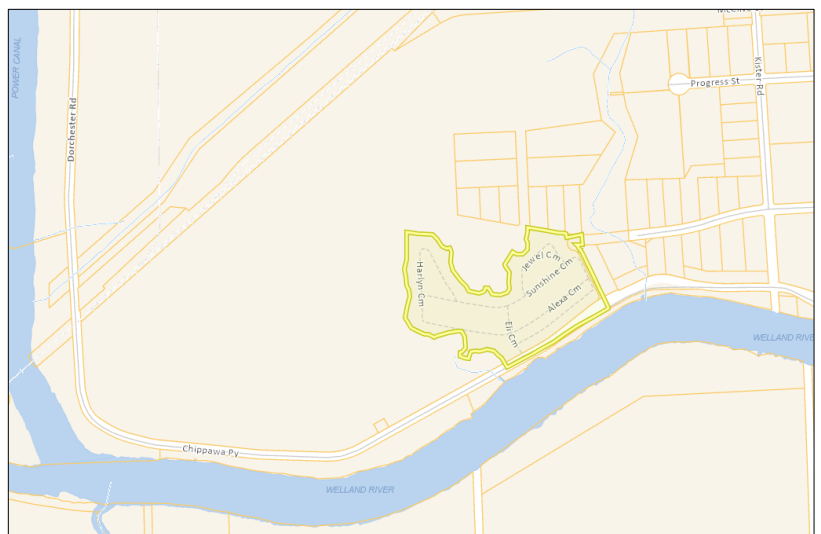 POWER CANAL
Dorchester Rd
Progress St
Kister Rd
Jewel Cm
Sunshine Cm
Alexa Cm
Harlyn Cm
Eli Cm
WELLAND RIVE
Chippawa Py
WELLAND RIVER